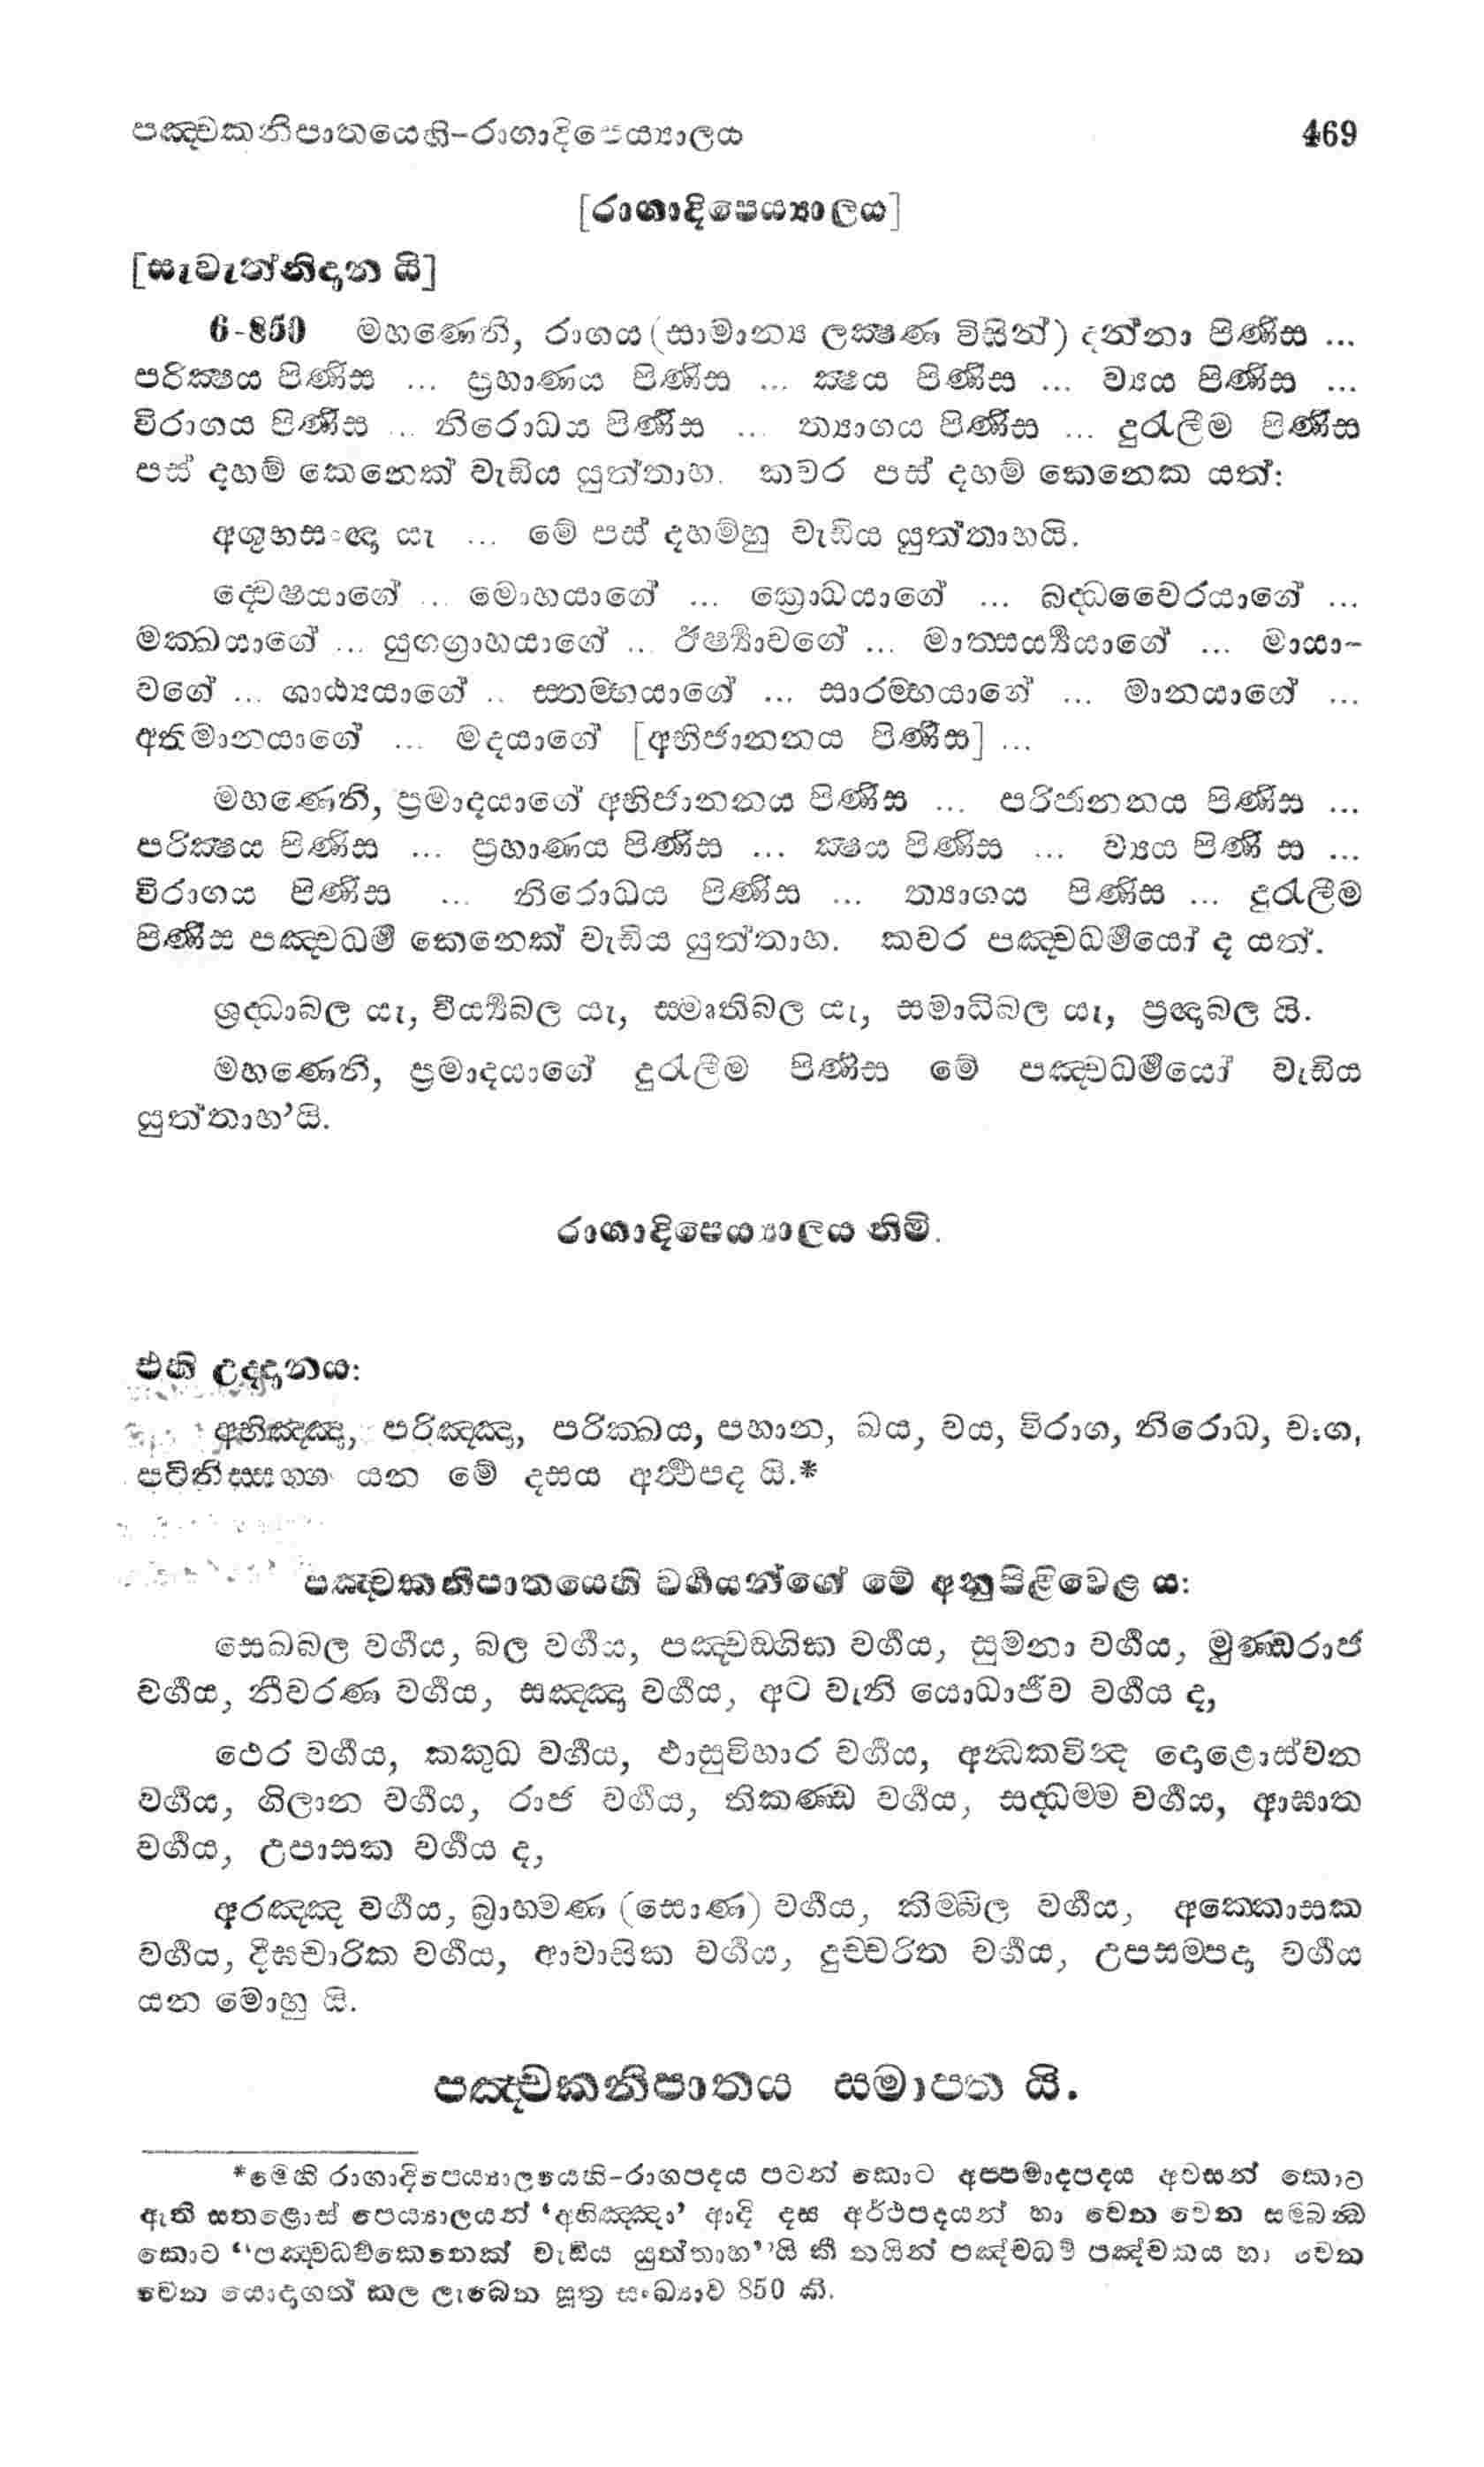 පඤ්චකනිපාතයෙහි-රාගාදිපෙය්‍යාලය 469
[රාගාදිපෙය්‍යාලය]
[සැවැත්නිදාන යි]
6-850 මහණෙනි, රාගය (සාමාන්‍ය ලක්‍ෂණ විසින්) දන්නා පිණිස ...
පරික්‍ෂය පිණිස ... ප්‍රහාණය පිණිස ... ක්‍ෂය පිණිස ... ව්‍යය පිණිස ...
විරාගය පිණිස ... නිරොධය පිණිස ... ත්‍යාගය පිණිස ... දුරැලීම පිණිස
පස් දහම් කෙනෙක් වැඩිය යුත්තාහ. කවර පස් දහම් කෙනෙක යත්:
අශුභසංඥා යැ ... මේ පස් දහම්හු වැඩිය යුත්තාහයි.
ද්වේෂයාගේ ... මොහයාගේ ... ක්‍රොධයාගේ ... බද්ධවෛරයාගේ ...
මක්ඛයාගේ ... යුගග්‍රාහයාගේ ... ඊර්ෂ්‍යාවගේ ... මාත්සර්‍ය්‍යයාගේ ... මායා-
වගේ ... ශාඨ්‍යයාගේ .. ස්තම්භයාගේ ... සාරම්භයාගේ ... මානයාගේ ...
අතිමානයාගේ ... මදයාගේ [අභිජානනය පිණිස] ...
මහණෙනි, ප්‍රමාදයාගේ අභිජානනය පිණිස ... පරිජානනය පිණිස ...
පරික්‍ෂය පිණිස ... ප්‍රහාණය පිණිස ... ක්‍ෂය පිණිස ... ව්‍යය පිණි ස ...
විරාගය පිණිස ... නිරොධය පිණිස ... ත්‍යාගය පිණිස ... දුරැලීම
පිණිස පඤ්චධර්ම කෙනෙක් වැඩිය යුත්තාහ. කවර පඤ්චධර්මයෝ ද යත්.
ශ්‍රද්ධාබල යැ, වීර්‍ය්‍යබල යැ, ස්මෘතිබල යැ, සමාධිබල යැ, ප්‍රඥාබල යි.
මහණෙනි, ප්‍රමාදයාගේ දුරැලීම පිණිස මේ පඤ්චධර්මයෝ වැඩිය
යුත්තාහ’යි.
රාගාදිපෙය්‍යාලය නිමි.
එහි උද්දානය:
අභිඤ්ඤා, පරිඤ්ඤා, පරික්ඛය, පහාන, ඛය, වය, විරාග, නිරොධ, චාග,
පටිනිස්සග්ග යන මේ දසය අර්ථපද යි.*
පඤ්චකනිපාතයෙහි වර්ගයන්ගේ මේ අනුපිළිවෙළ ය:
සෙඛබල වර්ගය, බල වර්ගය, පඤ්චඞ්ගික වර්ගය, සුමනා වර්ගය, මුණ්ඩරාජ
වර්ගය, නීවරණ වර්ගය, සඤ්ඤා වර්ගය, අට වැනි යොධාජීව වර්ගය ද,
ථෙර වර්ගය, කකුධ වර්ගය, ඵාසුවිහාර වර්ගය, අන්ධකවින්ද දොළොස්වන
වර්ගය, ගිලාන වර්ගය, රාජ වර්ගය, තිකණ්ඩ වර්ගය, සද්ධම්ම වර්ගය, ආඝාත
වර්ගය, උපාසක වර්ගය ද,
අරඤ්ඤ වර්ගය, බ්‍රාහ්මණ (සොණ) වර්ගය, කිම්බිල වර්ගය, අක්කොසක
වර්ගය, දීඝචාරික වර්ගය, ආවාසික වර්ගය, දුච්චරිත වර්ගය, උපසම්පදා වර්ගය
යන මොහු යි.
පඤ්චකනිපාතය සමාප්ත යි.
*මෙහි රාගාදිපෙය්‍යාලයෙහි-රාගපදය පටන් කොට අප්පමාදපදය අවසන් කොට
ඇති සතළොස් පෙය්‍යාලයන් ‘අභිඤ්ඤා’ ආදි දස අර්ථපදයන් හා වෙන වෙන සම්බන්ධ
කොට “පඤ්චධර්මකෙනෙක් වැඩිය යුත්තාහ”යි කී නයින් පඤ්චධර්ම පඤ්චකය හා වෙන
වෙන යොදාගත් කල ලැබෙන සූත්‍ර සංඛ්‍යාව 850 කි.